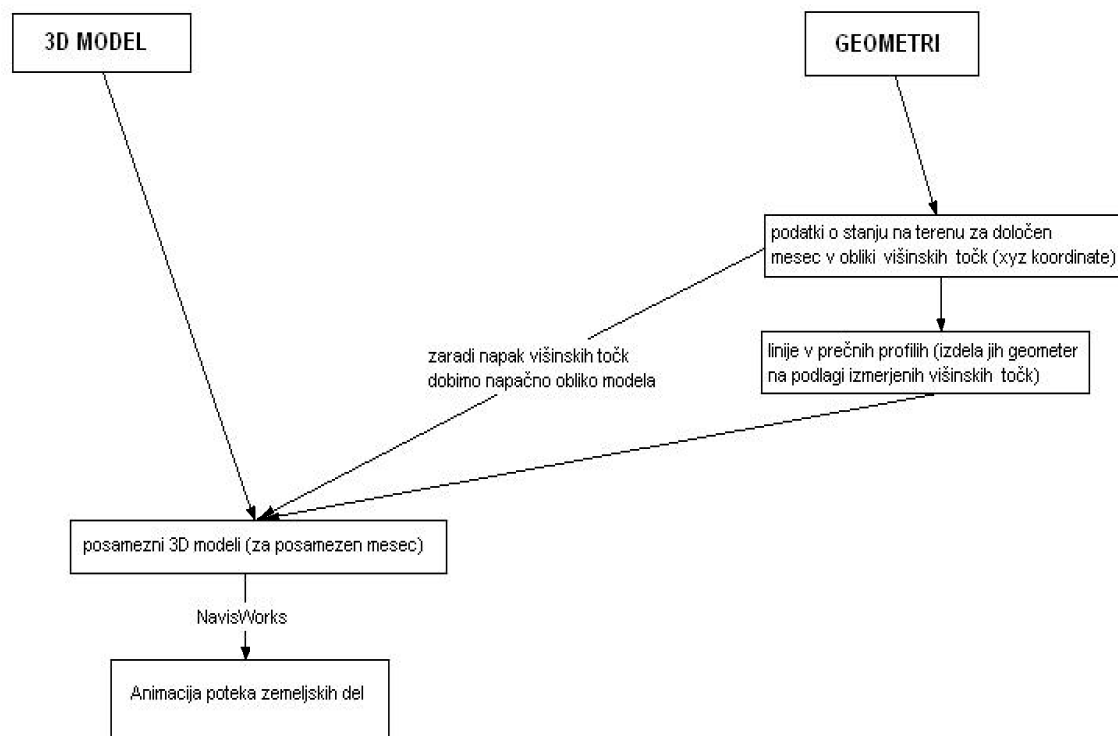 3D MODEL
GEOMETRI
podatki o stanju na terenu za določen
mesec v obliki višinskih točk (xyz koordinate)
zaradi napak višinskih točk
dobimo napačno obliko modela
linije v prečnih profilih (izdela jih geometer
na podlagi izmerjenih višinskih točk)
posamezni 3D modeli (za posamezen mesec)
NavisWorks
Animacija poteka zemeljskih del